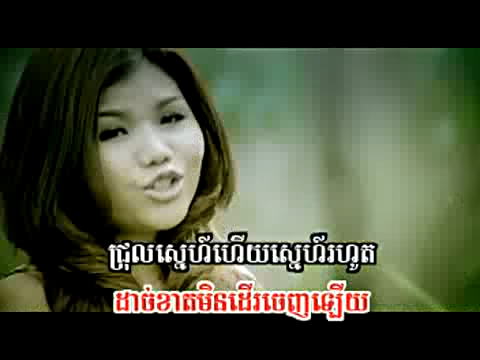 ជ្រុលស្នេហ៍ហើយស្នេហ៍រហូត
ដាច់ខាតមិនដើរចេញឡើយ